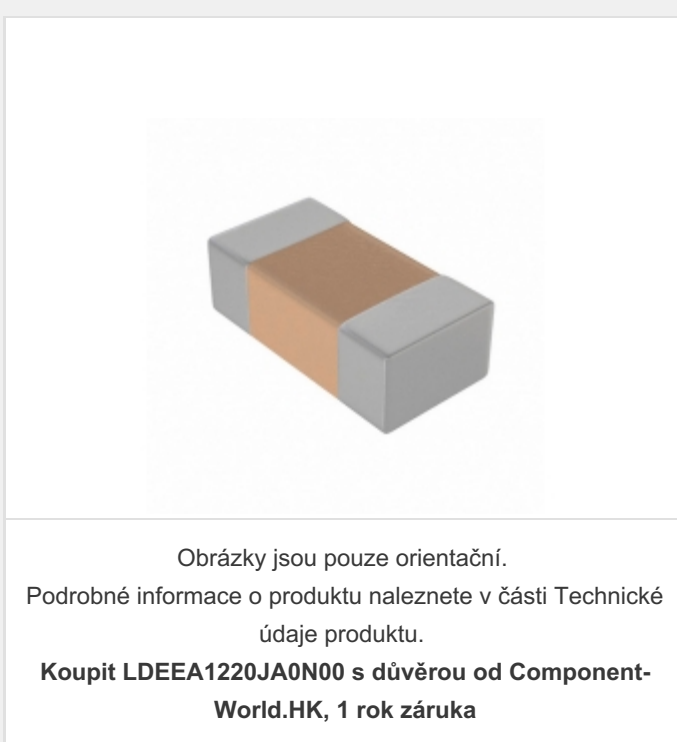 Obrázky jsou pouze orientační.
Podrobné informace o produktu naleznete v části Technické
údaje produktu.
Koupit LDEEA1220JA0N00 s důvěrou od Component-
World.HK, 1 rok záruka